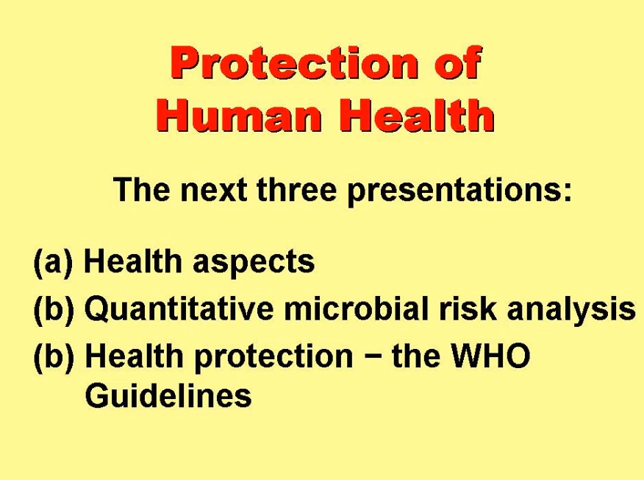 Protection of
Human Health
The next three presentations:
(a) Health aspects
(b) Quantitative microbial risk analysis
(b) Health protection – the WHO
Guidelines